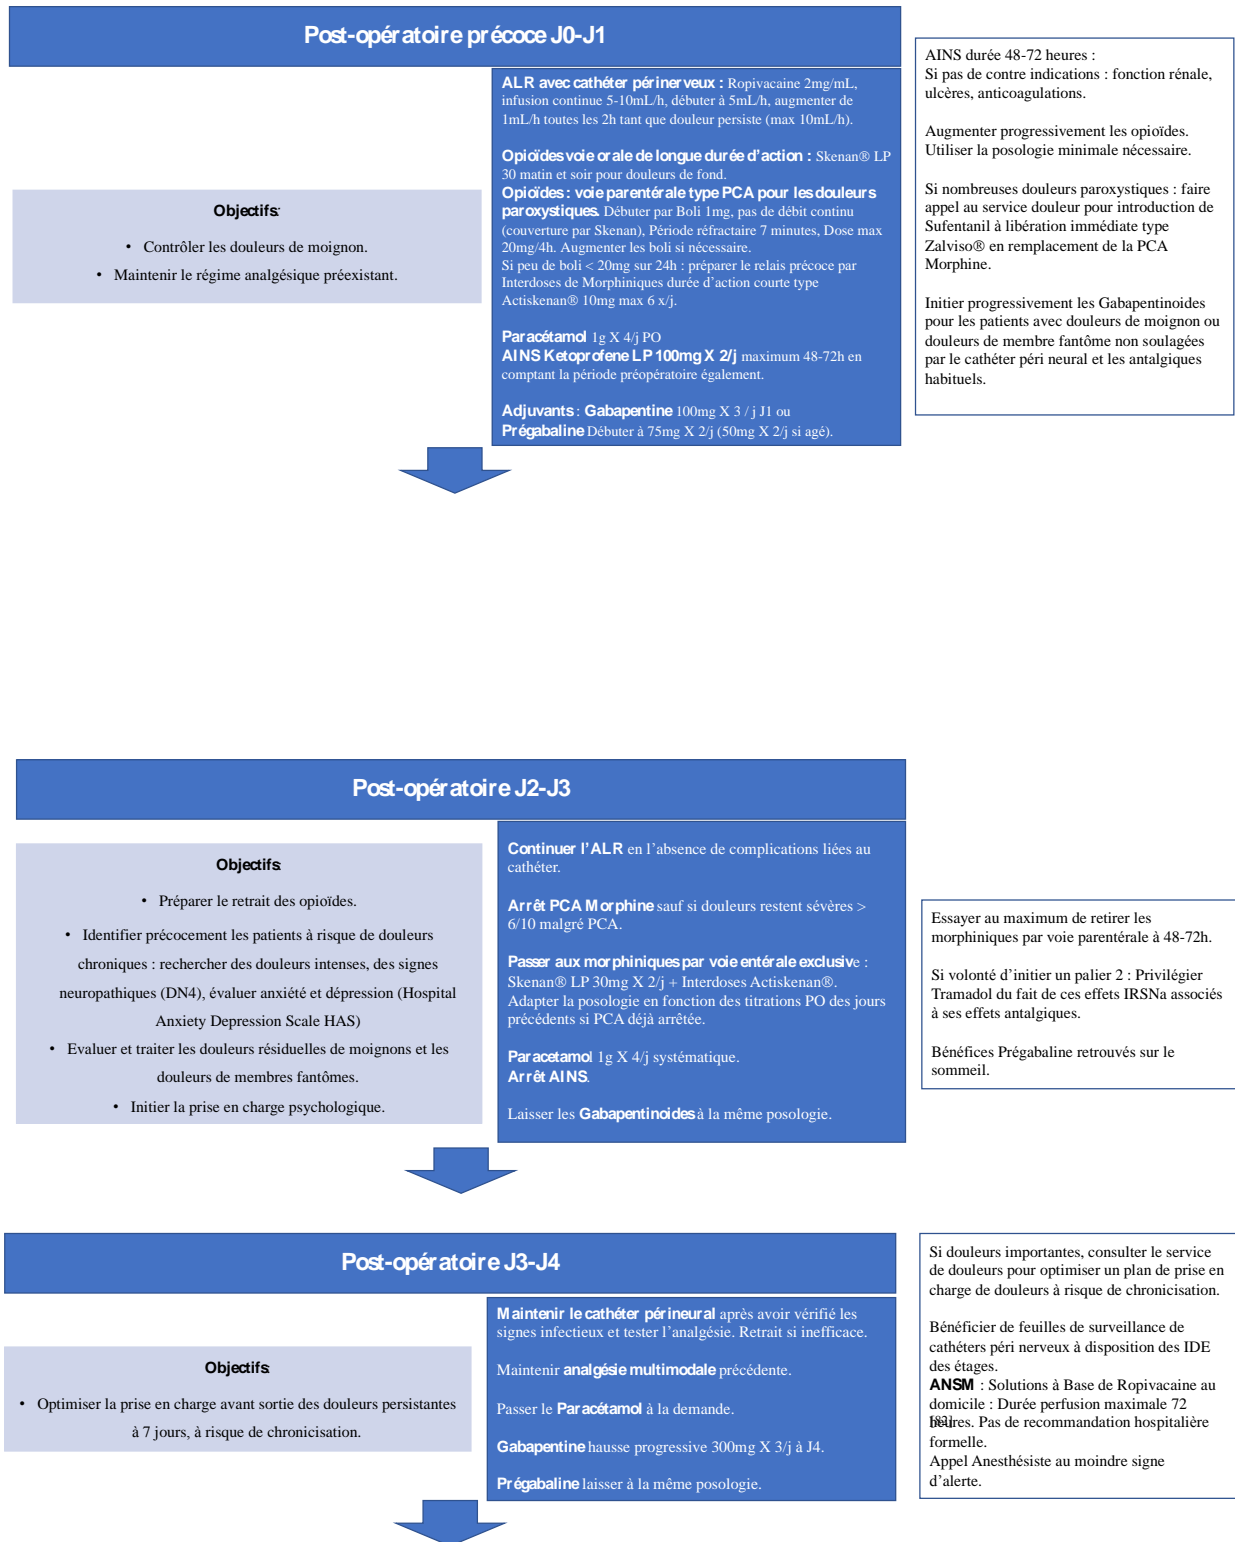 Post-opératoire précoce J0-J1
Objectifs:
• Contrôler les douleurs de moignon.
• Maintenir le régime analgésique préexistant.
ALR avec cathéter périnerveux : Ropivacaine 2mg/mL,
infusion continue 5-10mL/h, débuter à 5mL/h, augmenter de
1mL/h toutes les 2h tant que douleur persiste (max 10mL/h).
Opioïdes voie orale de longue durée d'action : Skenan® LP
30 matin et soir pour douleurs de fond.
Opioïdes : voie parentérale type PCA pour les douleurs
paroxystiques. Débuter par Boli 1mg, pas de débit continu
(couverture par Skenan), Période réfractaire 7 minutes, Dose max
20mg/4h. Augmenter les boli si nécessaire.
Si peu de boli < 20mg sur 24h : préparer le relais précoce par
Interdoses de Morphiniques durée d'action courte type
Actiskenan® 10mg max 6 x/j.
Paracétamol 1g X 4/j PO
AINS Ketoprofene LP 100mg X 2/j maximum 48-72h en
comptant la période préopératoire également.
Adjuvants : Gabapentine 100mg X 3 / j J1 ou
Prégabaline Débuter à 75mg X 2/j (50mg X 2/j si agé).
AINS durée 48-72 heures :
Si pas de contre indications : fonction rénale,
ulcères, anticoagulations.
Augmenter progressivement les opioïdes.
Utiliser la posologie minimale nécessaire.
Si nombreuses douleurs paroxystiques : faire
appel au service douleur pour introduction de
Sufentanil à libération immédiate type
Zalviso® en remplacement de la PCA
Morphine.
Initier progressivement les Gabapentinoides
pour les patients avec douleurs de moignon ou
douleurs de membre fantôme non soulagées
par le cathéter péri neural et les antalgiques
habituels.
Post-opératoire J2-J3
Objectifs:
• Préparer le retrait des opioïdes.
• Identifier précocement les patients à risque de douleurs
chroniques : rechercher des douleurs intenses, des signes
neuropathiques (DN4), évaluer anxiété et dépression (Hospital
Anxiety Depression Scale HAS)
• Evaluer et traiter les douleurs résiduelles de moignons et les
douleurs de membres fantômes.
• Initier la prise en charge psychologique.
Continuer l'ALR en l'absence de complications liées au
cathéter.
Arrêt PCA Morphine sauf si douleurs restent sévères >
6/10 malgré PCA.
Passer aux morphiniques par voie entérale exclusive :
Skenan® LP 30mg X 2/j + Interdoses Actiskenan®.
Adapter la posologie en fonction des titrations PO des jours
précédents si PCA déjà arrêtée.
Paracetamol 1g X 4/j systématique.
Arrêt AINS.
Laisser les Gabapentinoides à la même posologie.
Essayer au maximum de retirer les
morphiniques par voie parentérale à 48-72h.
Si volonté d'initier un palier 2 : Privilégier
Tramadol du fait de ces effets IRSNa associés
à ses effets antalgiques.
Bénéfices Prégabaline retrouvés sur le
sommeil.
Post-opératoire J3-J4
Objectifs:
• Optimiser la prise en charge avant sortie des douleurs persistantes
à 7 jours, à risque de chronicisation.
Maintenir le cathéter périneural après avoir vérifié les
signes infectieux et tester l'analgésie. Retrait si inefficace.
Maintenir analgésie multimodale précédente.
Passer le Paracétamol à la demande.
Gabapentine hausse progressive 300mg X 3/j à J4.
Prégabaline laisser à la même posologie.
Si douleurs importantes, consulter le service
de douleurs pour optimiser un plan de prise en
charge de douleurs à risque de chronicisation.
Bénéficier de feuilles de surveillance de
cathéters péri nerveux à disposition des IDE
des étages.
ANSM : Solutions à Base de Ropivacaine au
domicile : Durée perfusion maximale 72
heures. Pas de recommandation hospitalière
formelle.
Appel Anesthésiste au moindre signe
d'alerte.